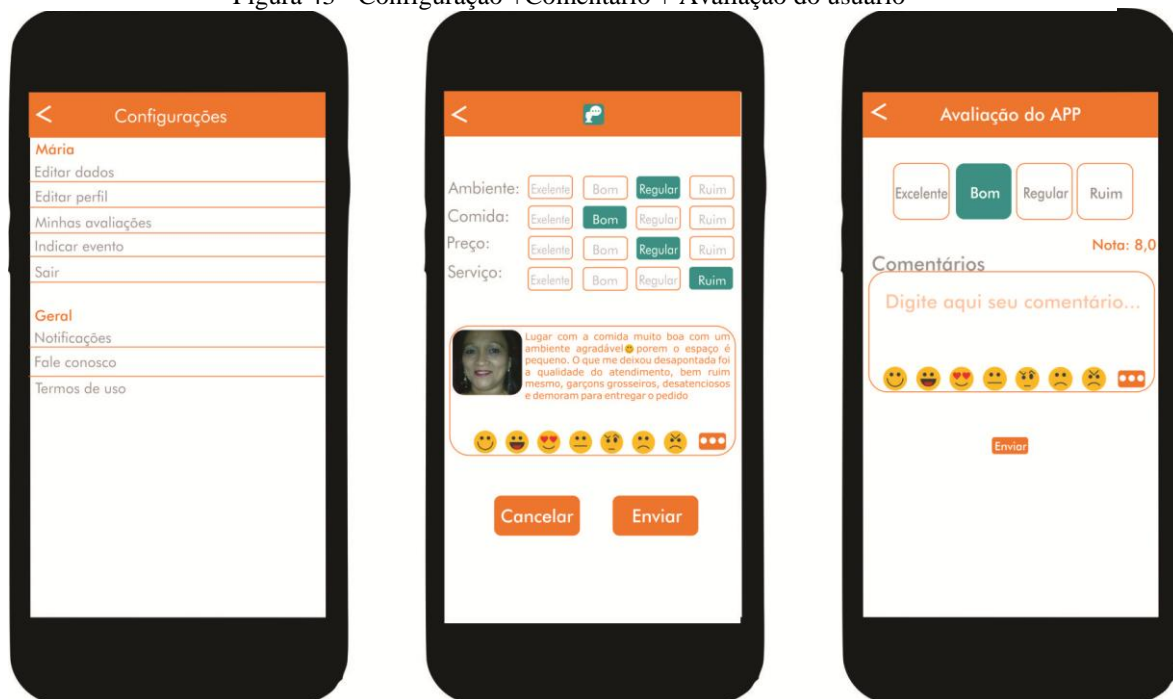 Figura 43 - Configuração +Comentário + Avaliação do usuário
Configurações
Mária
Editar dados
Editar perfil
Minhas avaliações
Indicar evento
Sair
Geral
Notificações
Fale conosco
Termos de uso
Ambiente: Exelente Bom Regular Ruim
Comida: Exelente Bom Regular Ruim
Preço: Exelente Bom Regular Ruim
Serviço: Exelente Bom Regular Ruim
Lugar com a comida muito boa com um
ambiente agradável porem o espaço é
pequeno. O que me deixou desapontada foi
a qualidade do atendimento, bem ruim
mesmo, garçons grosseiros, desatenciosos
e demoram para entregar o pedido
Cancelar Enviar
Avaliação do APP
Excelente Bom Regular Ruim
Nota: 8,0
Comentários
Digite aqui seu comentário...
Enviar